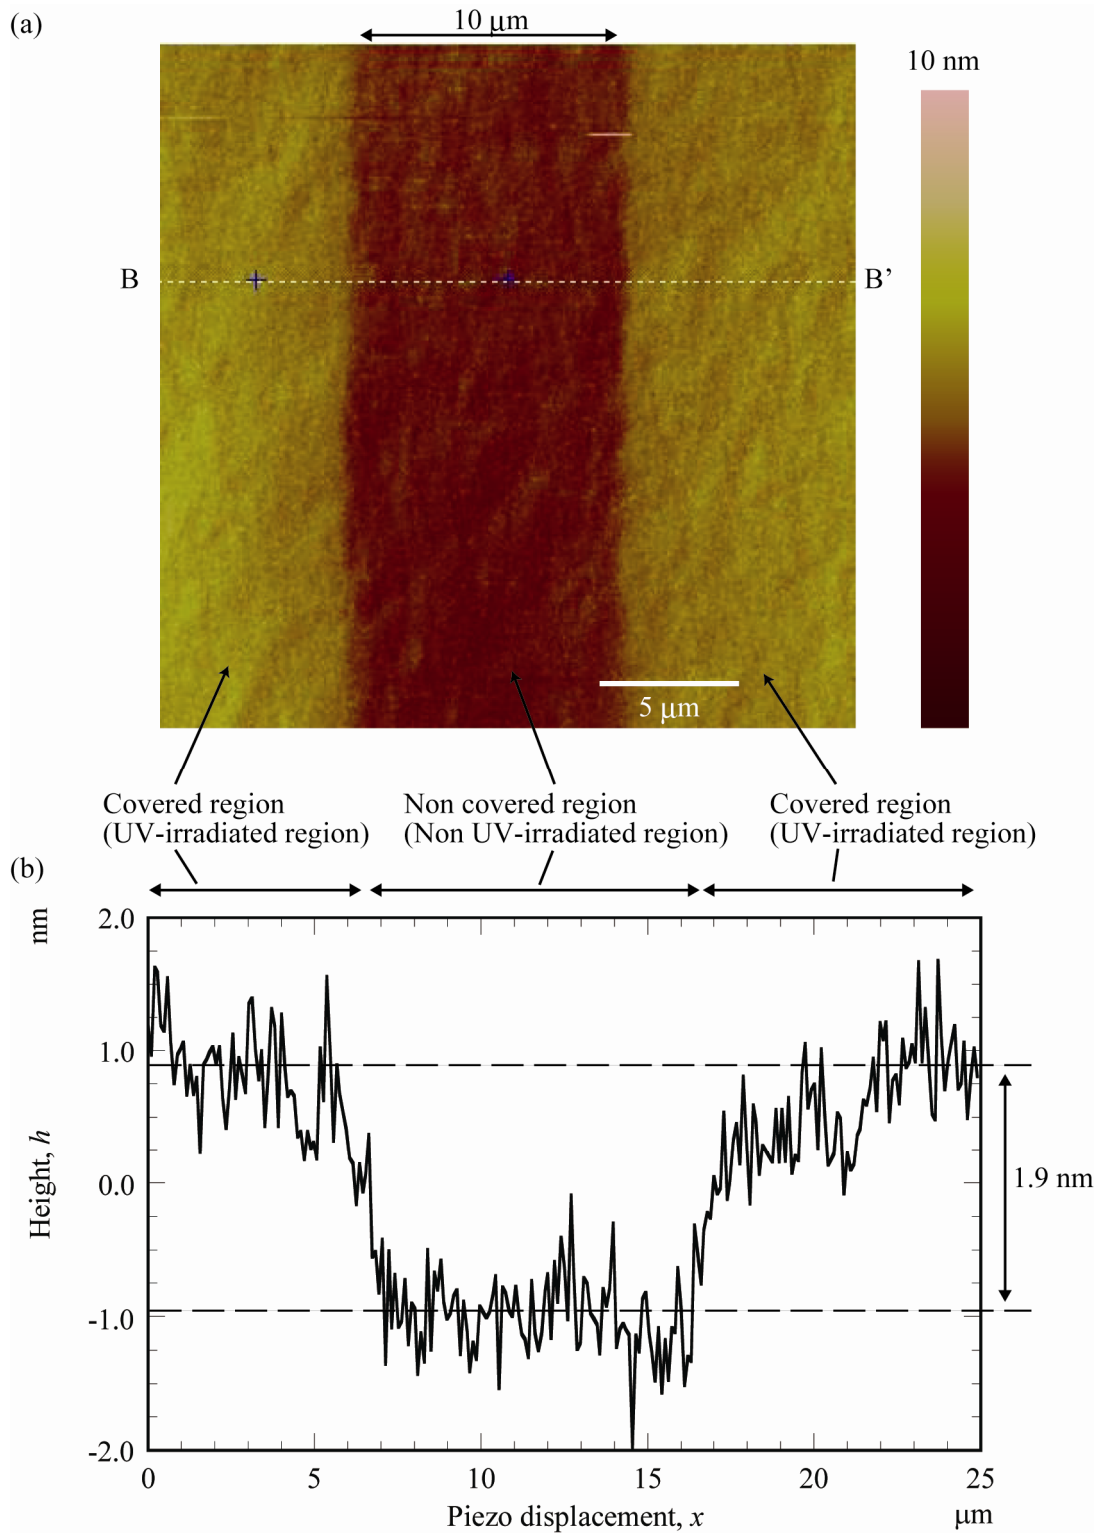 (a)
10 µm
10 nm
B
B’
5 µm
Covered region
(UV-irradiated region)
Non covered region
(Non UV-irradiated region)
Covered region
(UV-irradiated region)
(b)
nm
2.0
1.0
0.0
-1.0
-2.0
Height, h
1.9 nm
0
5
10
15
20
25
Piezo displacement, x
µm